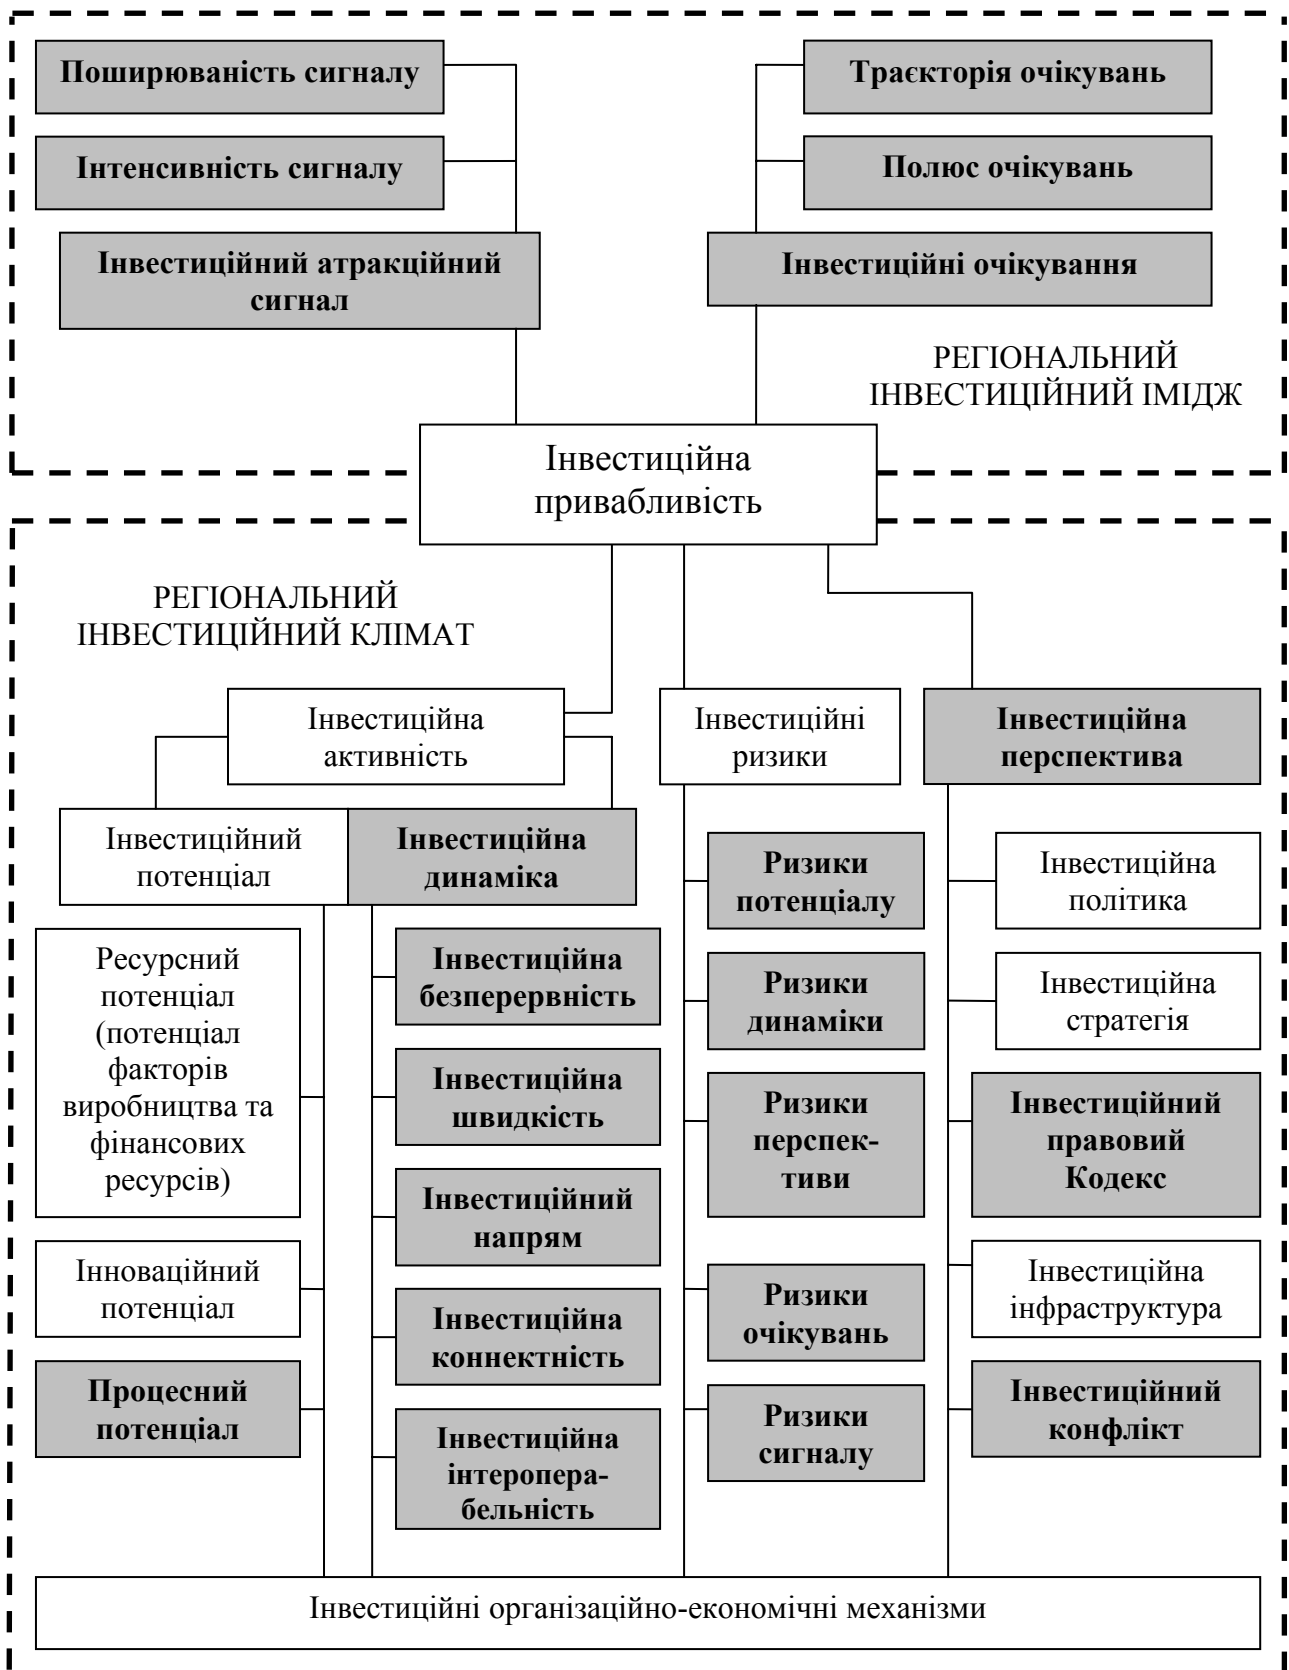 Поширюваність сигналу
Траєкторія очікувань
Інтенсивність сигналу
Полюс очікувань
Інвестиційний атракційний
сигнал
Інвестиційні очікування
РЕГІОНАЛЬНИЙ
ІНВЕСТИЦІЙНИЙ ІМІДЖ
Інвестиційна
привабливість
РЕГІОНАЛЬНИЙ
ІНВЕСТИЦІЙНИЙ КЛІМАТ
Інвестиційна
активність
Інвестиційні
ризики
Інвестиційна
перспектива
Інвестиційний
потенціал
Інвестиційна
динаміка
Ресурсний
потенціал
(потенціал
факторів
виробництва та
фінансових
ресурсів)
Інноваційний
потенціал
Процесний
потенціал
Інвестиційна
безперервність
Інвестиційна
швидкість
Інвестиційний
напрям
Інвестиційна
коннектність
Інвестиційна
інтеропера-
бельність
Ризики
потенціалу
Ризики
динаміки
Ризики
перспек-
тиви
Ризики
очікувань
Ризики
сигналу
Інвестиційна
політика
Інвестиційна
стратегія
Інвестиційний
правовий
Кодекс
Інвестиційна
інфраструктура
Інвестиційний
конфлікт
Інвестиційні організаційно-економічні механізми